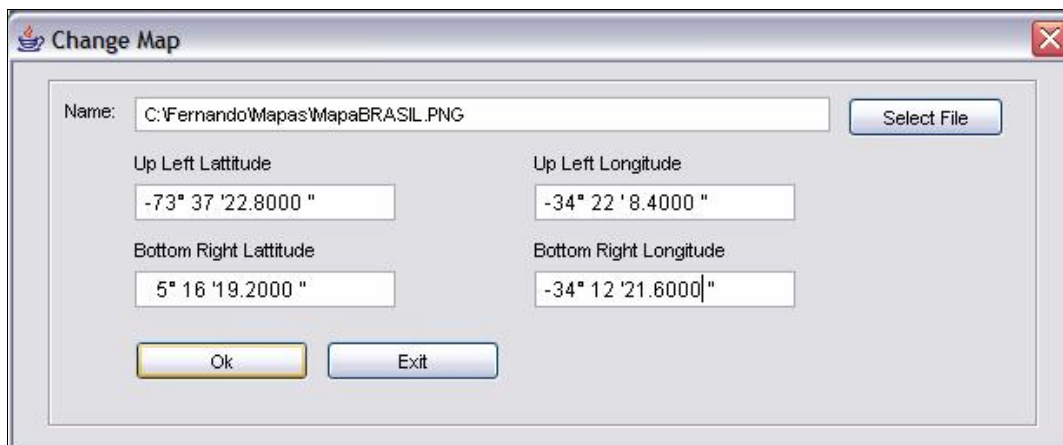 Change Map
Name: C:\Fernando\Mapas\MapaBRASIL.PNG Select File
Up Left Lattitude Up Left Longitude
-73° 37 '22.8000 " -34° 22 ' 8.4000 "
Bottom Right Lattitude Bottom Right Longitude
5° 16 '19.2000 " -34° 12 '21.6000 "
Ok Exit